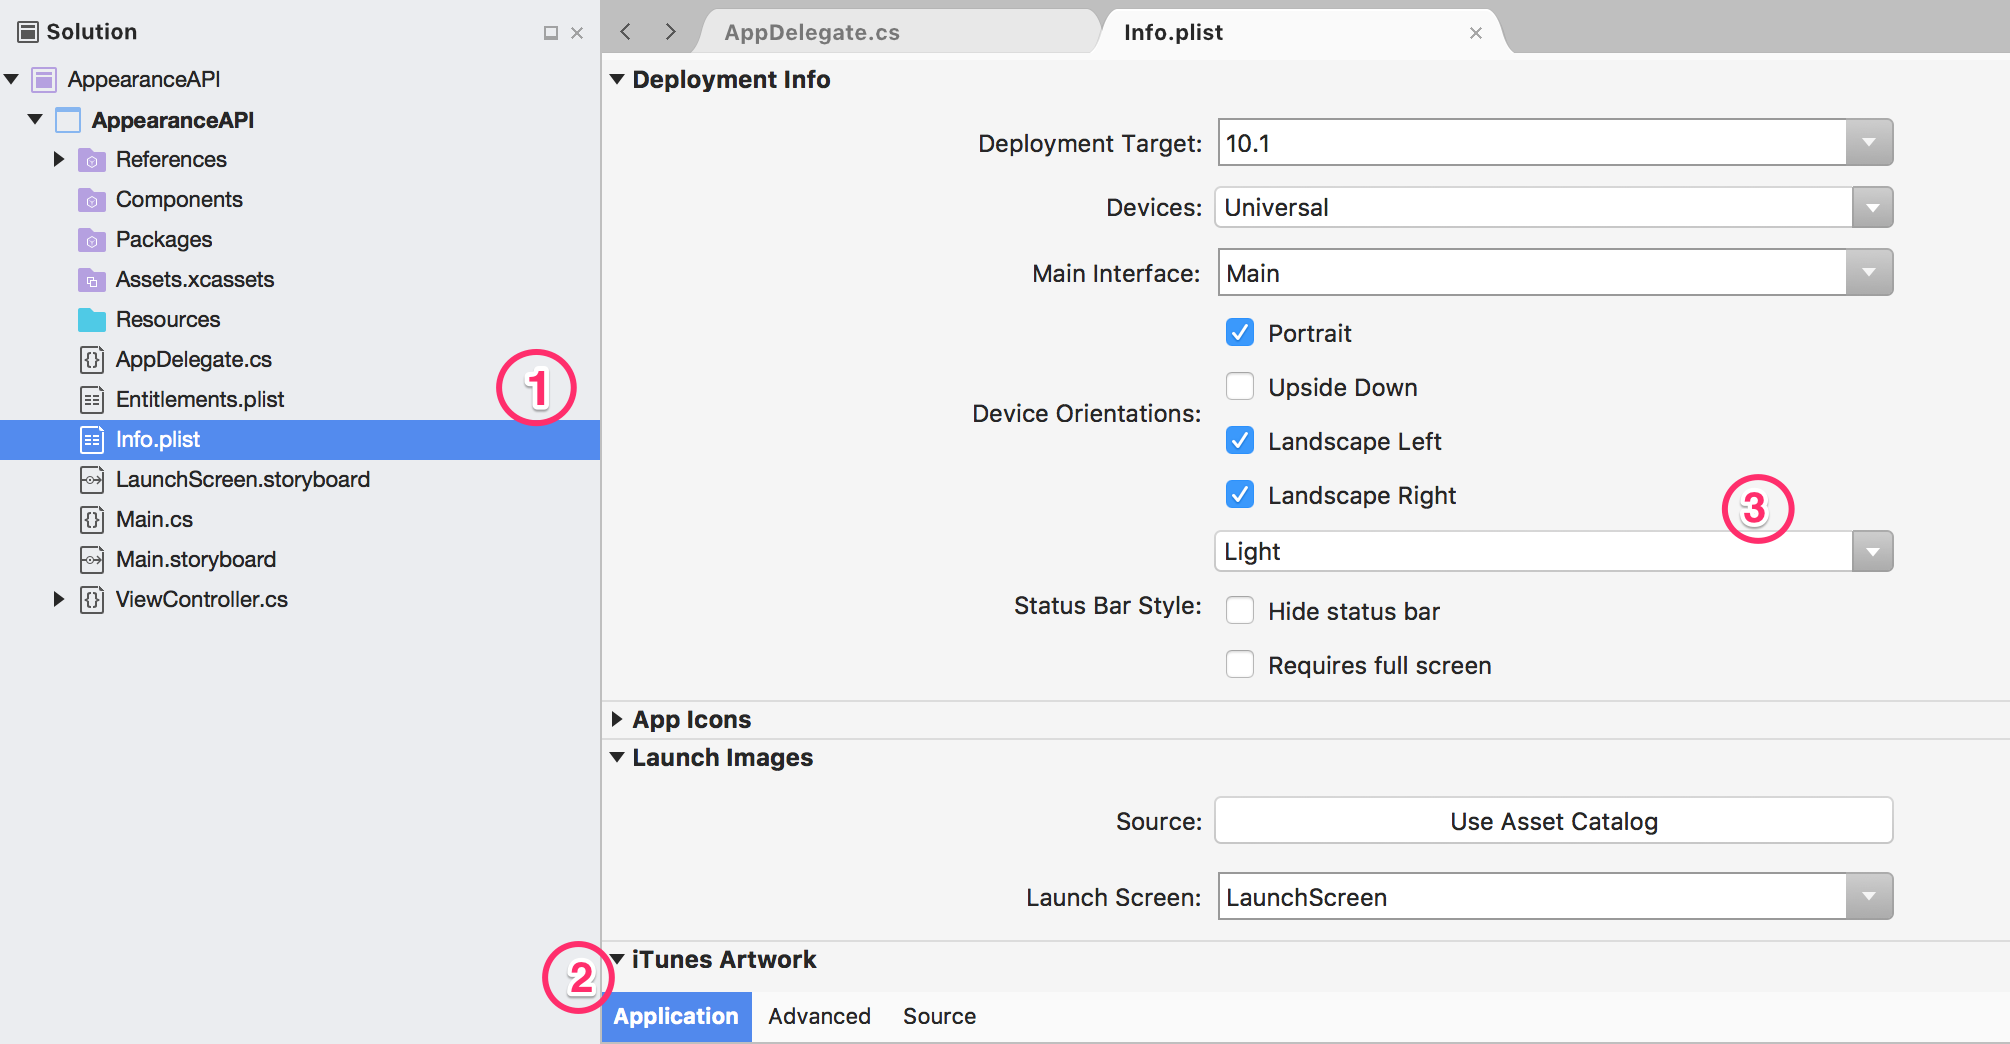 Solution
AppearanceAPI
AppearanceAPI
References
Components
Packages
Assets.xcassets
Resources
AppDelegate.cs
Entitlements.plist
Info.plist
LaunchScreen.storyboard
Main.cs
Main.storyboard
ViewController.cs
1
AppDelegate.cs
Info.plist
Deployment Info
Deployment Target: 10.1
Devices: Universal
Main Interface: Main
Device Orientations:
Portrait
Upside Down
Landscape Left
Landscape Right
3
Light
Status Bar Style:
Hide status bar
Requires full screen
App Icons
Launch Images
Source: Use Asset Catalog
Launch Screen: LaunchScreen
2
iTunes Artwork
Application Advanced Source